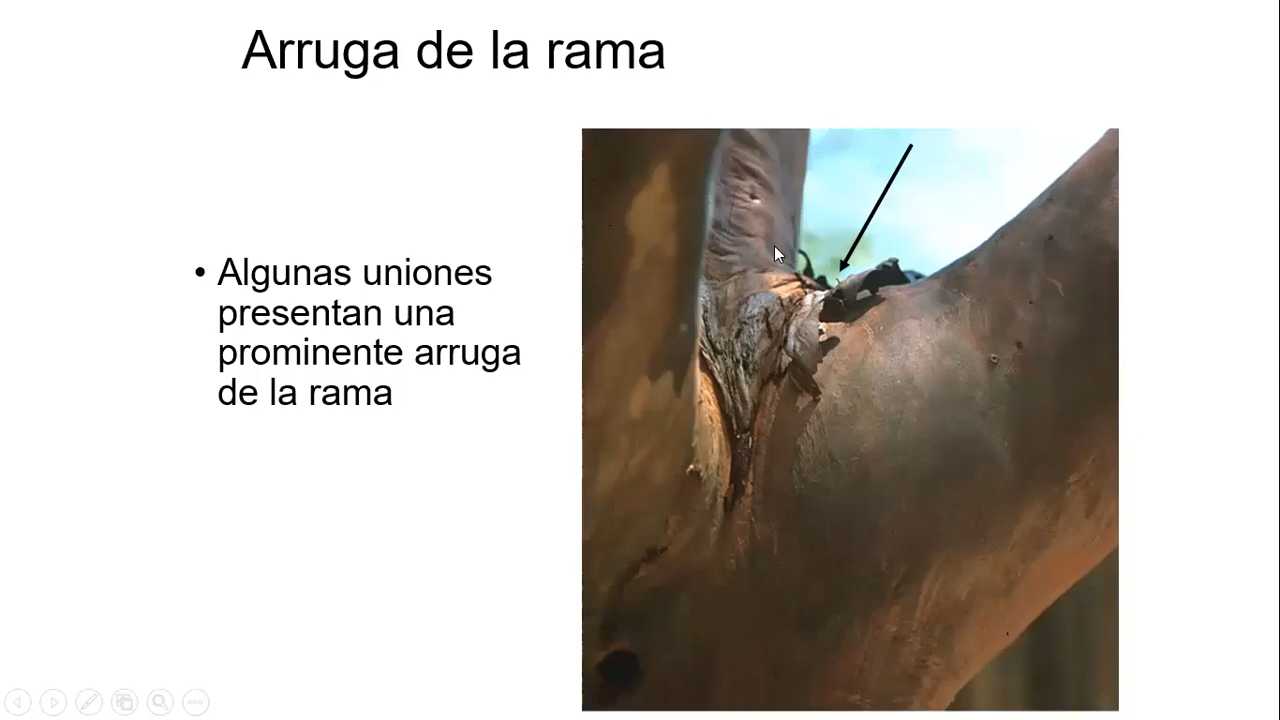 Arruga de la rama
• Algunas uniones
presentan una
prominente arruga
de la rama